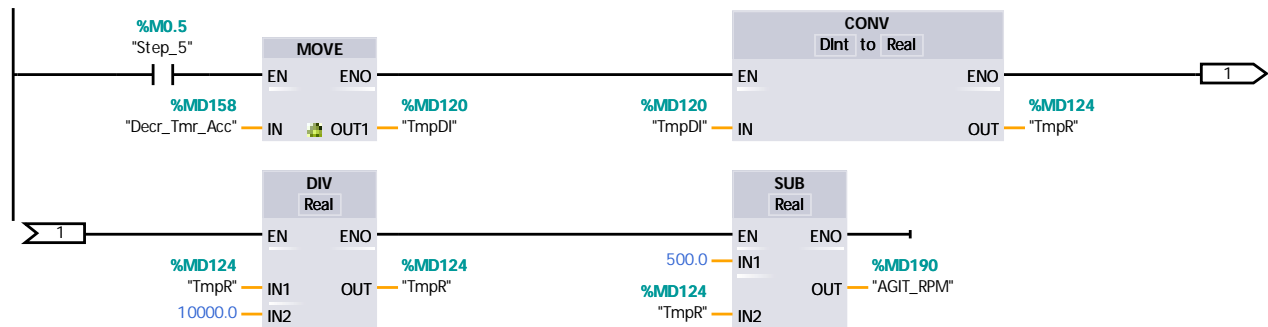 %M0.5
"Step_5"
MOVE
CONV
DInt to Real
EN ENO
EN ENO
1
%MD158
"Decr_Tmr_Acc"
IN OUT1
%MD120
"TmpDI"
%MD120
"TmpDI"
IN OUT
%MD124
"TmpR"
DIV
Real
SUB
Real
1
EN ENO
EN ENO
%MD124
"TmpR"
IN1 OUT
%MD124
"TmpR"
10000.0 IN2
500.0 IN1
%MD124
"TmpR"
IN2
OUT
%MD190
"AGIT_RPM"